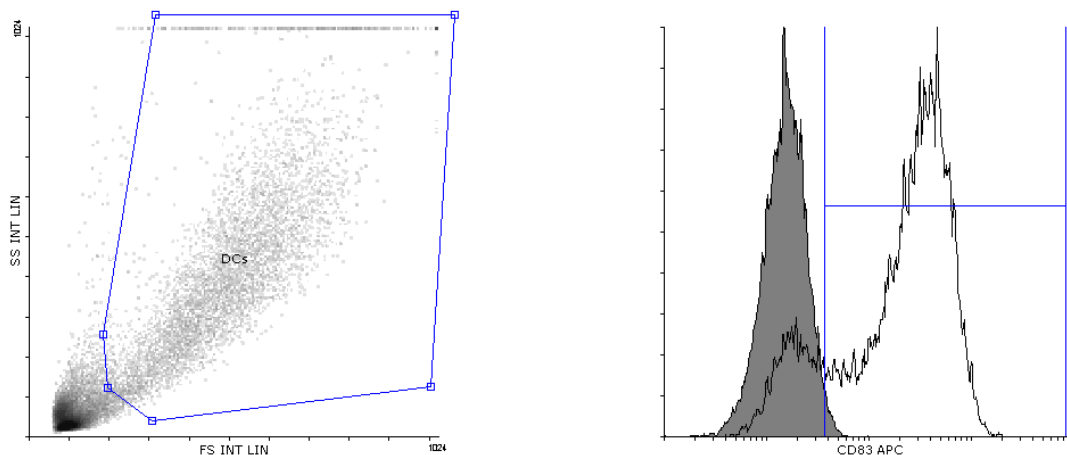 1024
SS INT LIN
DCs
FS INT LIN
1024
CD83 APC